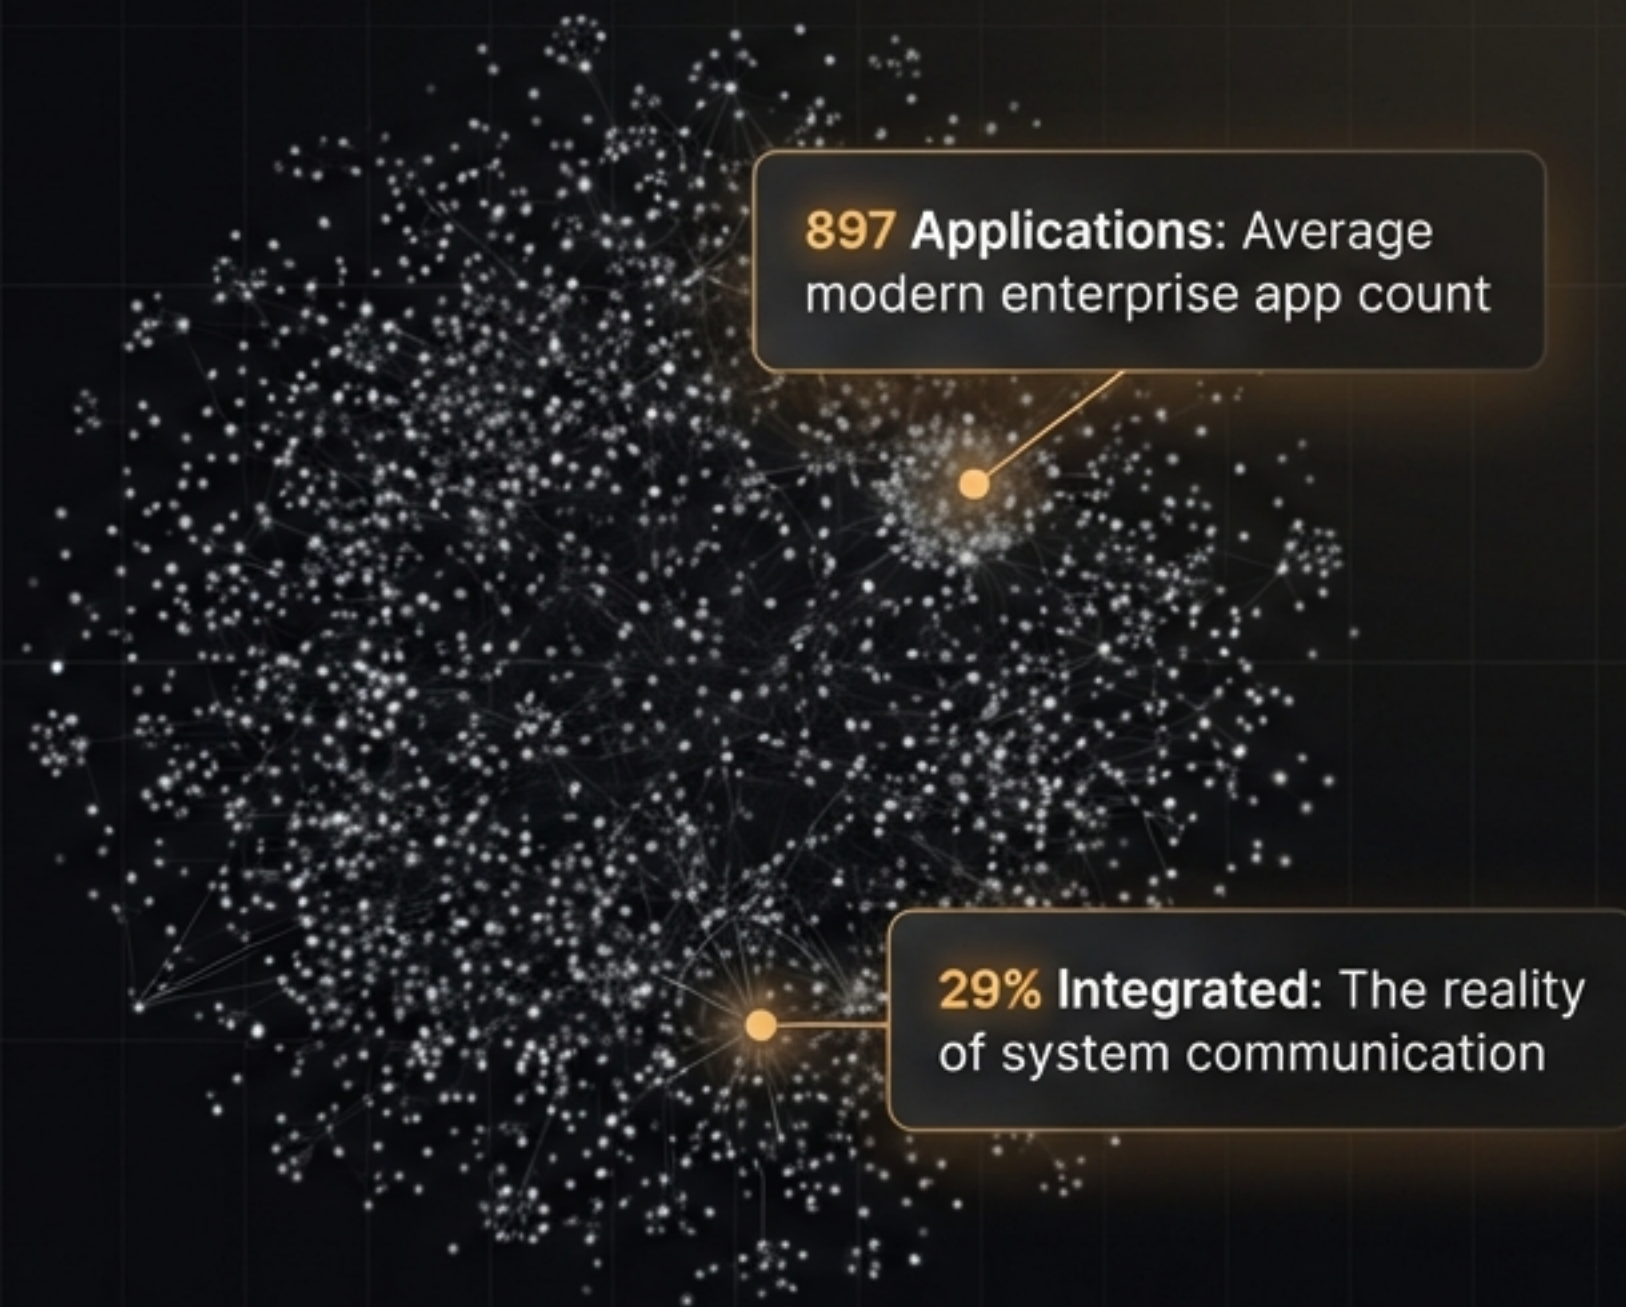 897 Applications: Average
modern enterprise app count
29% Integrated: The reality
of system communication